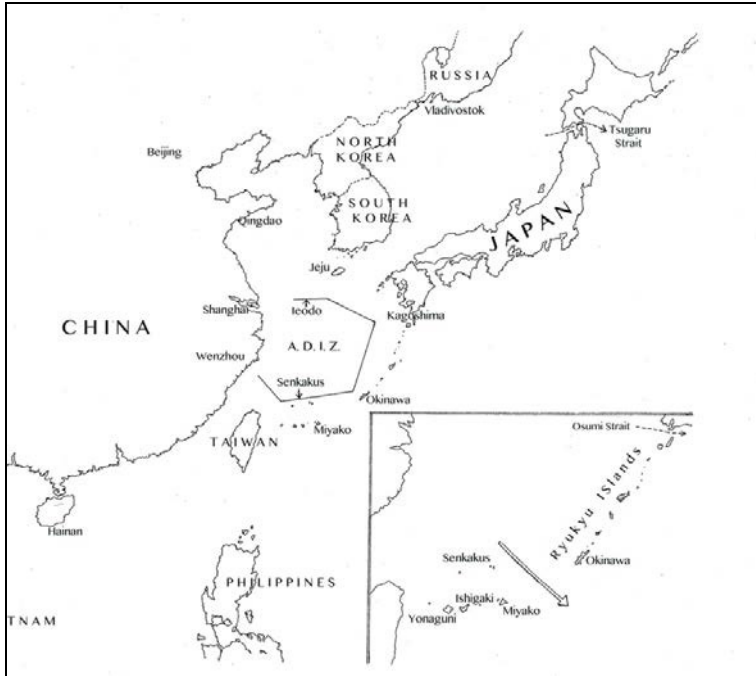 RUSSIA
Vladivostok
Tsugaru
Strait
Beijing
NORTH
KOREA
SOUTH
KOREA
JAPAN
Qingdao
Jeju
Shanghai
Ieodo
Kagoshima
CHINA
A.D.I.Z.
Wenzhou
Senkakus
Okinawa
Miyako
TAIWAN
Hainan
PHILIPPINES
TNAM
Osumi Strait
Ryukyu ISlands
Senkakus
Okinawa
Ishigaki
Miyako
Yonaguni